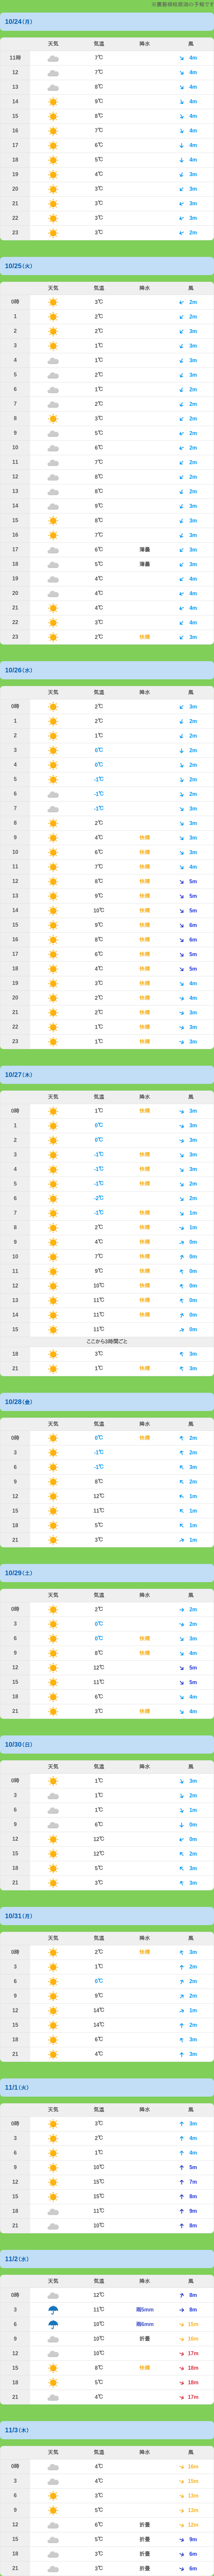 10/24(月)
天気 気温 降水 風
11時 7℃ 4m
12 7℃ 4m
13 8℃ 4m
14 9℃ 4m
15 8℃ 4m
16 7℃ 4m
17 6℃ 4m
18 5℃ 4m
19 4℃ 3m
20 3℃ 3m
21 3℃ 3m
22 3℃ 3m
23 3℃ 2m
10/25(火)
天気 気温 降水 風
0時 3℃ 2m
1 2℃ 2m
2 2℃ 3m
3 1℃ 3m
4 1℃ 3m
5 2℃ 3m
6 1℃ 2m
7 2℃ 2m
8 3℃ 2m
9 5℃ 2m
10 6℃ 2m
11 7℃ 2m
12 8℃ 2m
13 8℃ 2m
14 9℃ 3m
15 8℃ 3m
16 7℃ 3m
17 6℃ 薄曇 3m
18 5℃ 薄曇 3m
19 4℃ 4m
20 4℃ 4m
21 4℃ 4m
22 3℃ 4m
23 2℃ 快晴 3m
10/26(水)
天気 気温 降水 風
0時 2℃ 3m
1 2℃ 2m
2 1℃ 2m
3 0℃ 2m
4 0℃ 2m
5 -1℃ 2m
6 -1℃ 2m
7 -1℃ 3m
8 2℃ 3m
9 4℃ 快晴 3m
10 6℃ 快晴 3m
11 7℃ 快晴 4m
12 8℃ 快晴 5m
13 9℃ 快晴 5m
14 10℃ 快晴 5m
15 9℃ 快晴 6m
16 8℃ 快晴 6m
17 6℃ 快晴 5m
18 4℃ 快晴 5m
19 3℃ 快晴 4m
20 2℃ 快晴 4m
21 2℃ 快晴 3m
22 1℃ 快晴 3m
23 1℃ 快晴 3m
10/27(木)
天気 気温 降水 風
0時 1℃ 快晴 3m
1 0℃ 3m
2 0℃ 3m
3 -1℃ 快晴 3m
4 -1℃ 快晴 3m
5 -1℃ 快晴 2m
6 -2℃ 2m
7 -1℃ 快晴 1m
8 2℃ 快晴 1m
9 4℃ 快晴 0m
10 7℃ 快晴 0m
11 9℃ 快晴 0m
12 10℃ 快晴 0m
13 11℃ 快晴 0m
14 11℃ 快晴 0m
15 11℃ 0m
ここから3時間ごと
18 3℃ 3m
21 1℃ 快晴 3m
10/28(金)
天気 気温 降水 風
0時 0℃ 快晴 2m
3 -1℃ 2m
6 -1℃ 3m
9 8℃ 2m
12 12℃ 1m
15 11℃ 1m
18 5℃ 1m
21 3℃ 1m
10/29(土)
天気 気温 降水 風
0時 2℃ 2m
3 0℃ 2m
6 0℃ 快晴 3m
9 8℃ 快晴 4m
12 12℃ 5m
15 11℃ 5m
18 6℃ 4m
21 3℃ 快晴 4m
10/30(日)
天気 気温 降水 風
0時 1℃ 3m
3 1℃ 2m
6 1℃ 1m
9 6℃ 0m
12 12℃ 0m
15 12℃ 2m
18 5℃ 3m
21 3℃ 3m
10/31(月)
天気 気温 降水 風
0時 2℃ 快晴 3m
3 1℃ 2m
6 0℃ 2m
9 9℃ 2m
12 14℃ 1m
15 14℃ 2m
18 6℃ 3m
21 4℃ 3m
11/1(火)
天気 気温 降水 風
0時 3℃ 3m
3 2℃ 4m
6 1℃ 4m
9 10℃ 5m
12 15℃ 7m
15 15℃ 8m
18 11℃ 9m
21 10℃ 8m
11/2(水)
天気 気温 降水 風
0時 12℃ 8m
3 11℃ 雨5mm 8m
6 10℃ 雨6mm 15m
9 10℃ 折曇 16m
12 10℃ 17m
15 8℃ 快晴 18m
18 5℃ 18m
21 4℃ 17m
11/3(木)
天気 気温 降水 風
0時 4℃ 16m
3 4℃ 15m
6 3℃ 13m
9 5℃ 13m
12 6℃ 折曇 12m
15 5℃ 折曇 9m
18 3℃ 折曇 6m
21 3℃ 折曇 6m